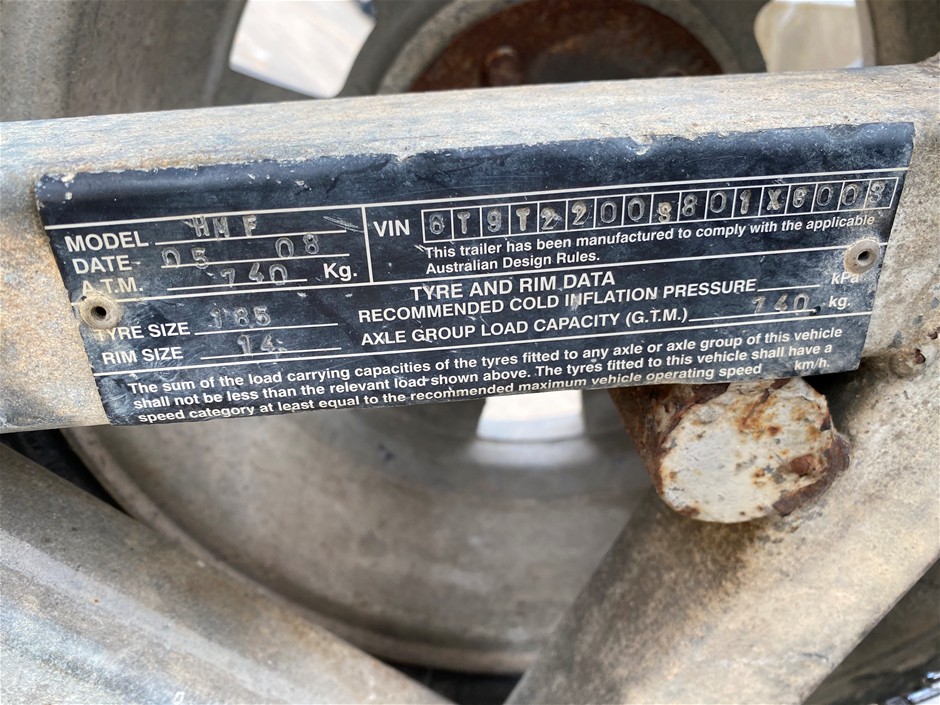 MODEL HMF
DATE 05 08
A.T.M. 740 Kg.
VIN 6T9T22008801X6003
This trailer has been manufactured to comply with the applicable
Australian Design Rules.
TYRE AND RIM DATA
TYRE SIZE 185
RECOMMENDED COLD INFLATION PRESSURE kPa
RIM SIZE 14
AXLE GROUP LOAD CAPACITY (G.T.M.) 740 kg.
The sum of the load carrying capacities of the tyres fitted to any axle or axle group of this vehicle
shall not be less than the relevant load shown above. The tyres fitted to this vehicle shall have a
speed category at least equal to the recommended maximum vehicle operating speed km/h.